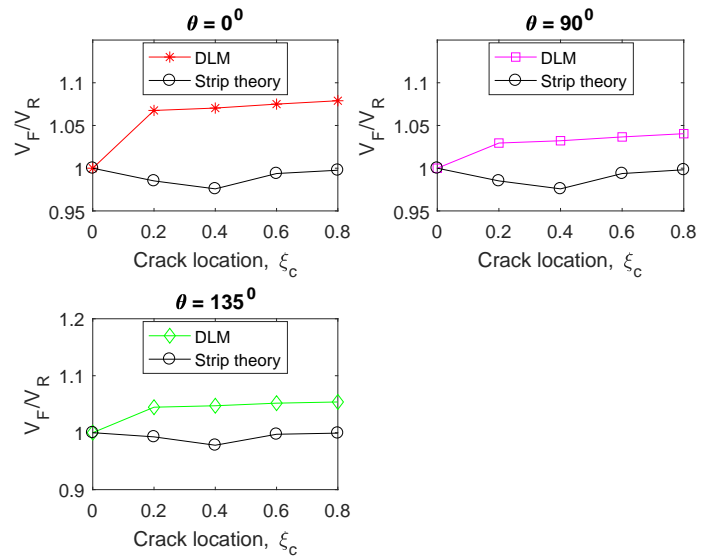 θ = 0⁰
DLM
Strip theory
1.1
1.05
1
0.95
V_F/V_R
0 0.2 0.4 0.6 0.8
Crack location, ξ_c
θ = 90⁰
DLM
Strip theory
1.1
1.05
1
0.95
V_F/V_R
0 0.2 0.4 0.6 0.8
Crack location, ξ_c
θ = 135⁰
DLM
Strip theory
1.2
1.1
1
0.9
V_F/V_R
0 0.2 0.4 0.6 0.8
Crack location, ξ_c